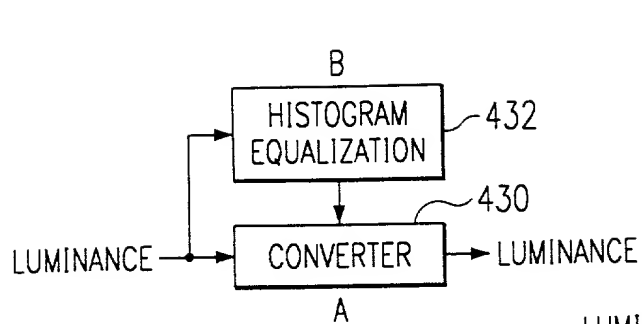 B
HISTOGRAM
EQUALIZATION
432
430
LUMINANCE
CONVERTER
LUMINANCE
A